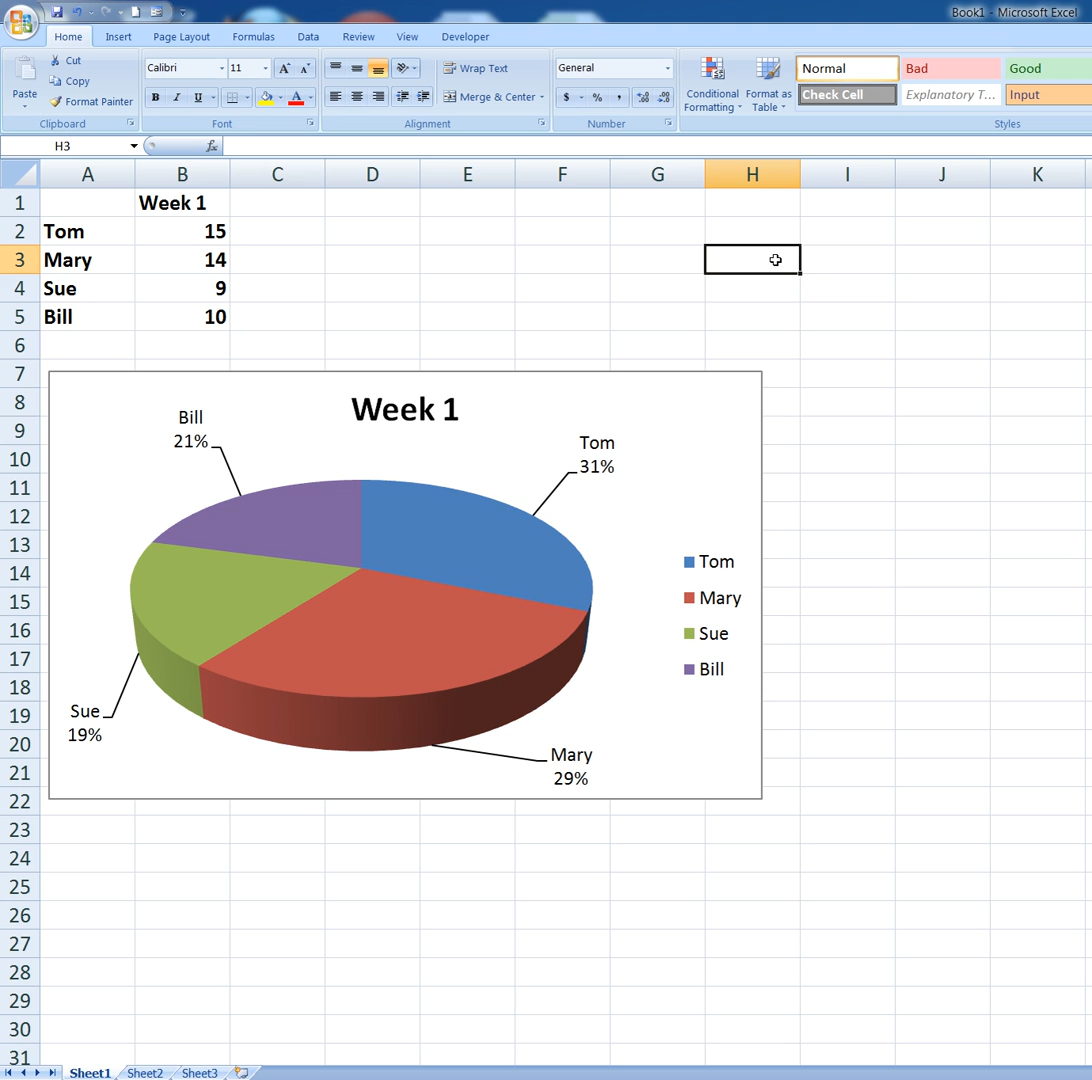 Book1 - Microsoft Excel
Home Insert Page Layout Formulas Data Review View Developer
Paste
Cut
Copy
Format Painter
Clipboard
Calibri 11
B I U
Font
Wrap Text
Merge & Center
Alignment
General
$ % ,
Number
Conditional Formatting
Format as Table
Normal Bad Good
Check Cell Explanatory T... Input
Styles
H3 fx
A B C D E F G H I J K
1 Week 1
2 Tom 15
3 Mary 14
4 Sue 9
5 Bill 10
6
7
8
9
10
11
12
13
14
15
16
17
18
19
20
21
22
23
24
25
26
27
28
29
30
31
Week 1
Bill
21%
Tom
31%
Sue
19%
Mary
29%
Tom
Mary
Sue
Bill
Sheet1 Sheet2 Sheet3